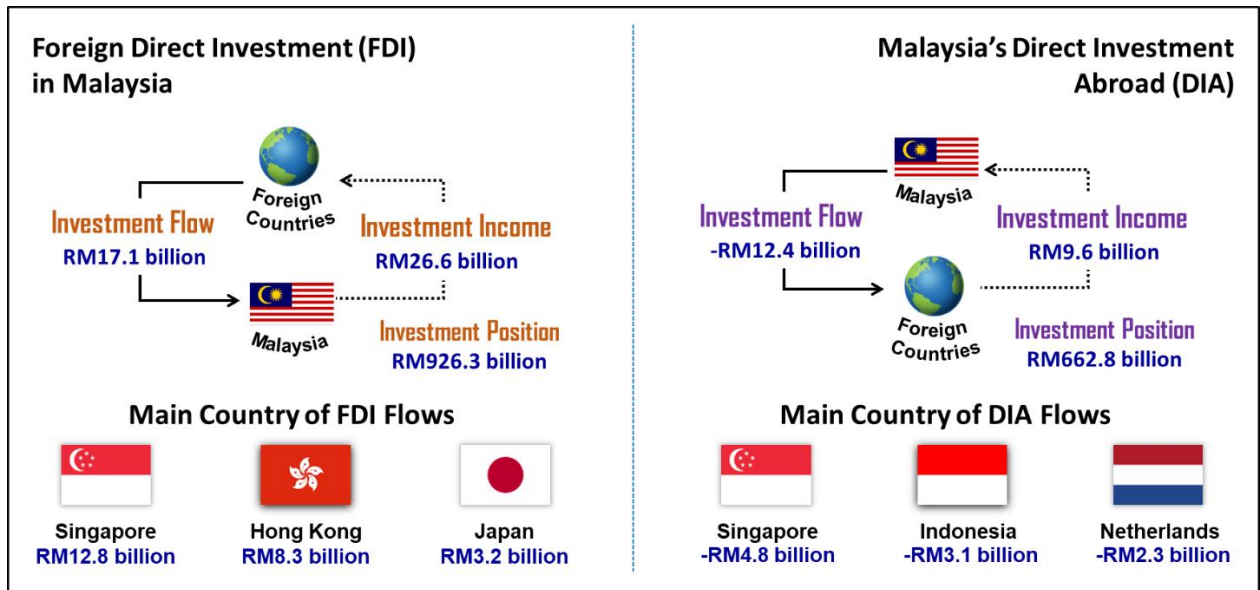 Foreign Direct Investment (FDI)
in Malaysia
Foreign
Countries
Investment Flow
RM17.1 billion
Investment Income
RM26.6 billion
Malaysia
Investment Position
RM926.3 billion
Main Country of FDI Flows
Singapore
RM12.8 billion
Hong Kong
RM8.3 billion
Japan
RM3.2 billion
Malaysia's Direct Investment
Abroad (DIA)
Malaysia
Investment Flow
-RM12.4 billion
Investment Income
RM9.6 billion
Foreign
Countries
Investment Position
RM662.8 billion
Main Country of DIA Flows
Singapore
-RM4.8 billion
Indonesia
-RM3.1 billion
Netherlands
-RM2.3 billion